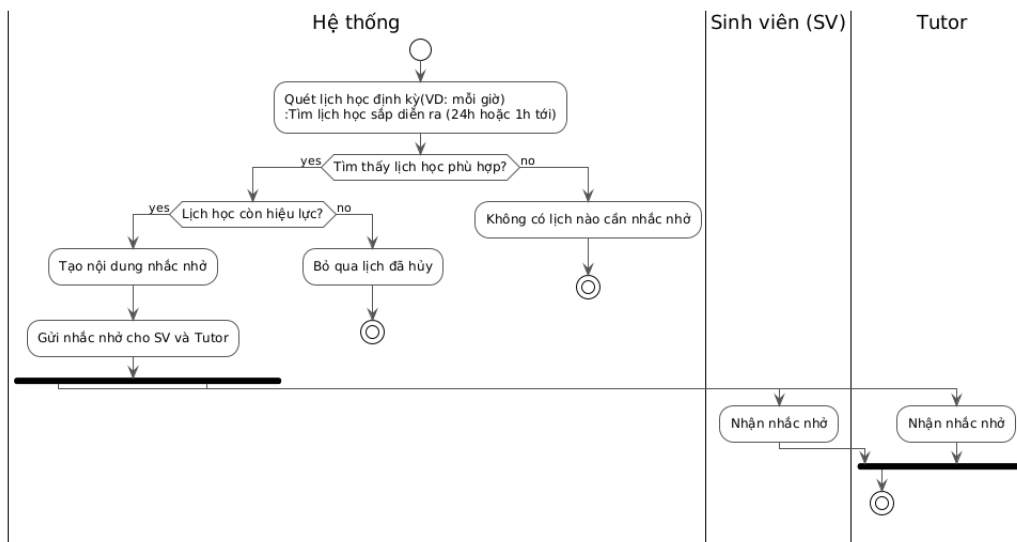 Hệ thống
Sinh viên (SV)
Tutor
Quét lịch học định kỳ(VD: mỗi giờ)
:Tìm lịch học sắp diễn ra (24h hoặc 1h tới)
yes
Tìm thấy lịch học phù hợp?
no
yes
Lịch học còn hiệu lực?
no
Không có lịch nào cần nhắc nhở
Tạo nội dung nhắc nhở
Bỏ qua lịch đã hủy
Gửi nhắc nhở cho SV và Tutor
Nhận nhắc nhở
Nhận nhắc nhở